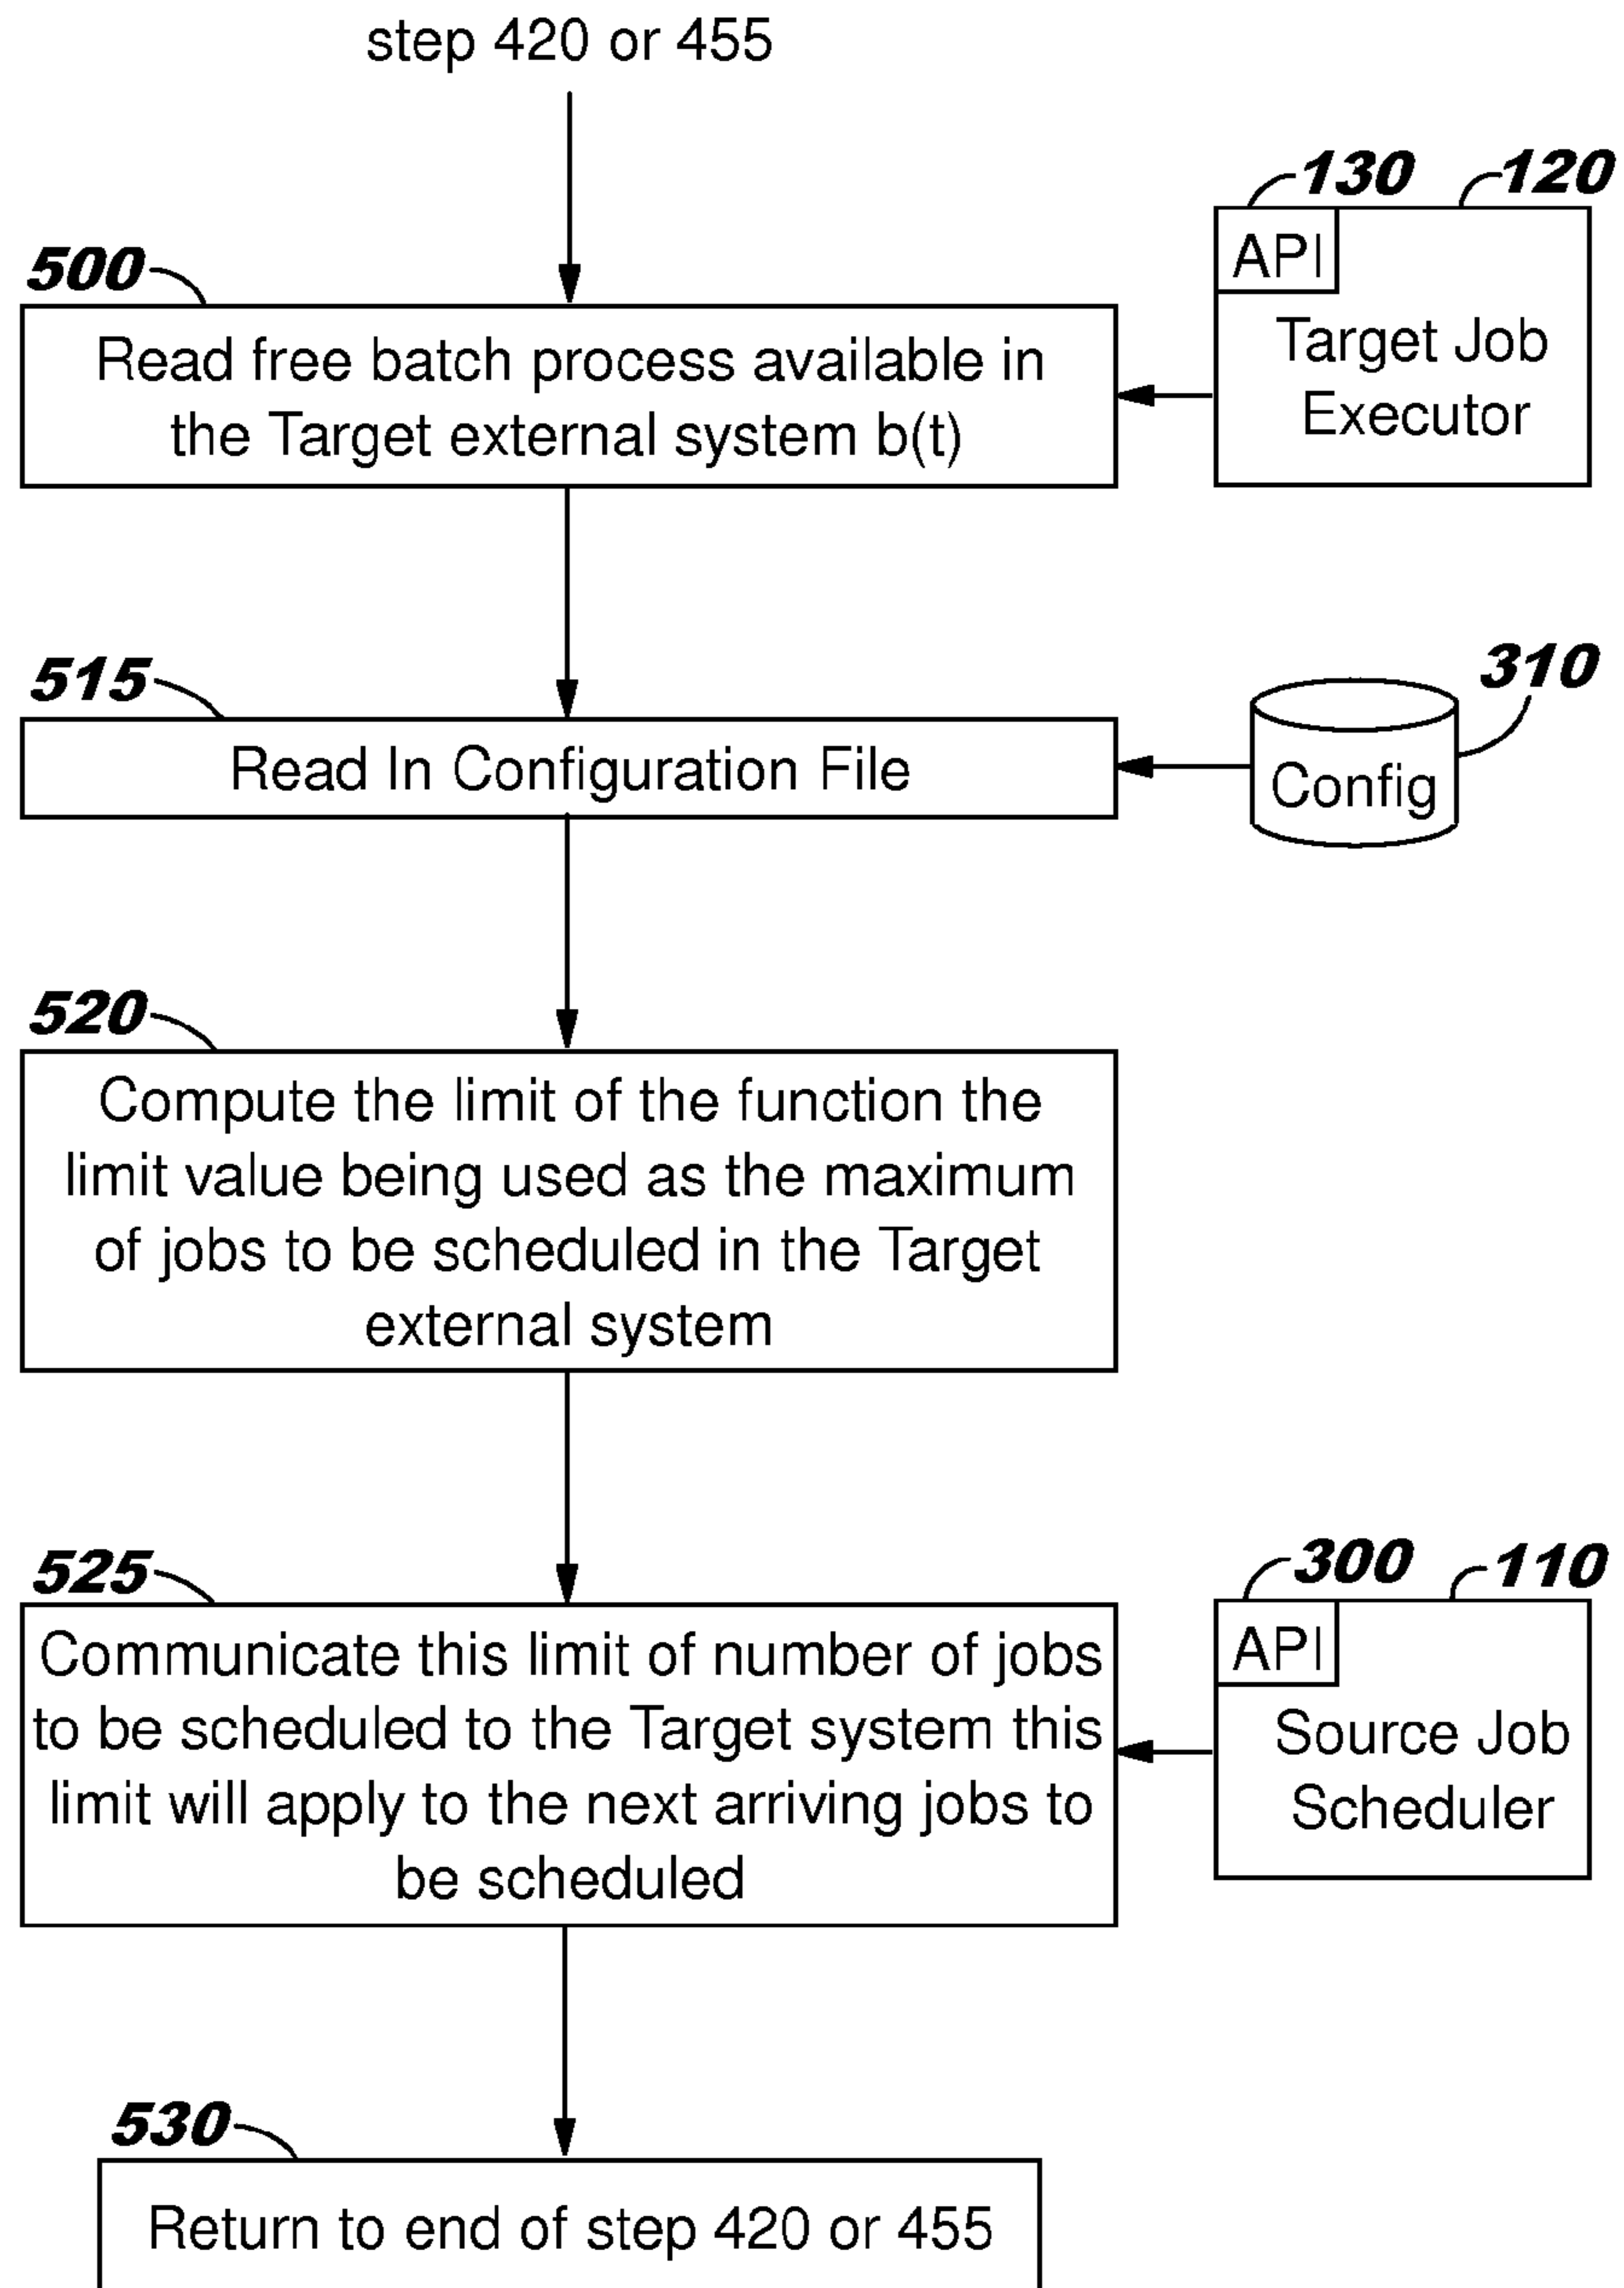 step 420 or 455
130
120
API
500
Read free batch process available in
the Target external system b(t)
Target Job
Executor
515
310
Read In Configuration File
Config
520
Compute the limit of the function the
limit value being used as the maximum
of jobs to be scheduled in the Target
external system
525
300
110
API
Communicate this limit of number of jobs
to be scheduled to the Target system this
limit will apply to the next arriving jobs to
be scheduled
Source Job
Scheduler
530
Return to end of step 420 or 455